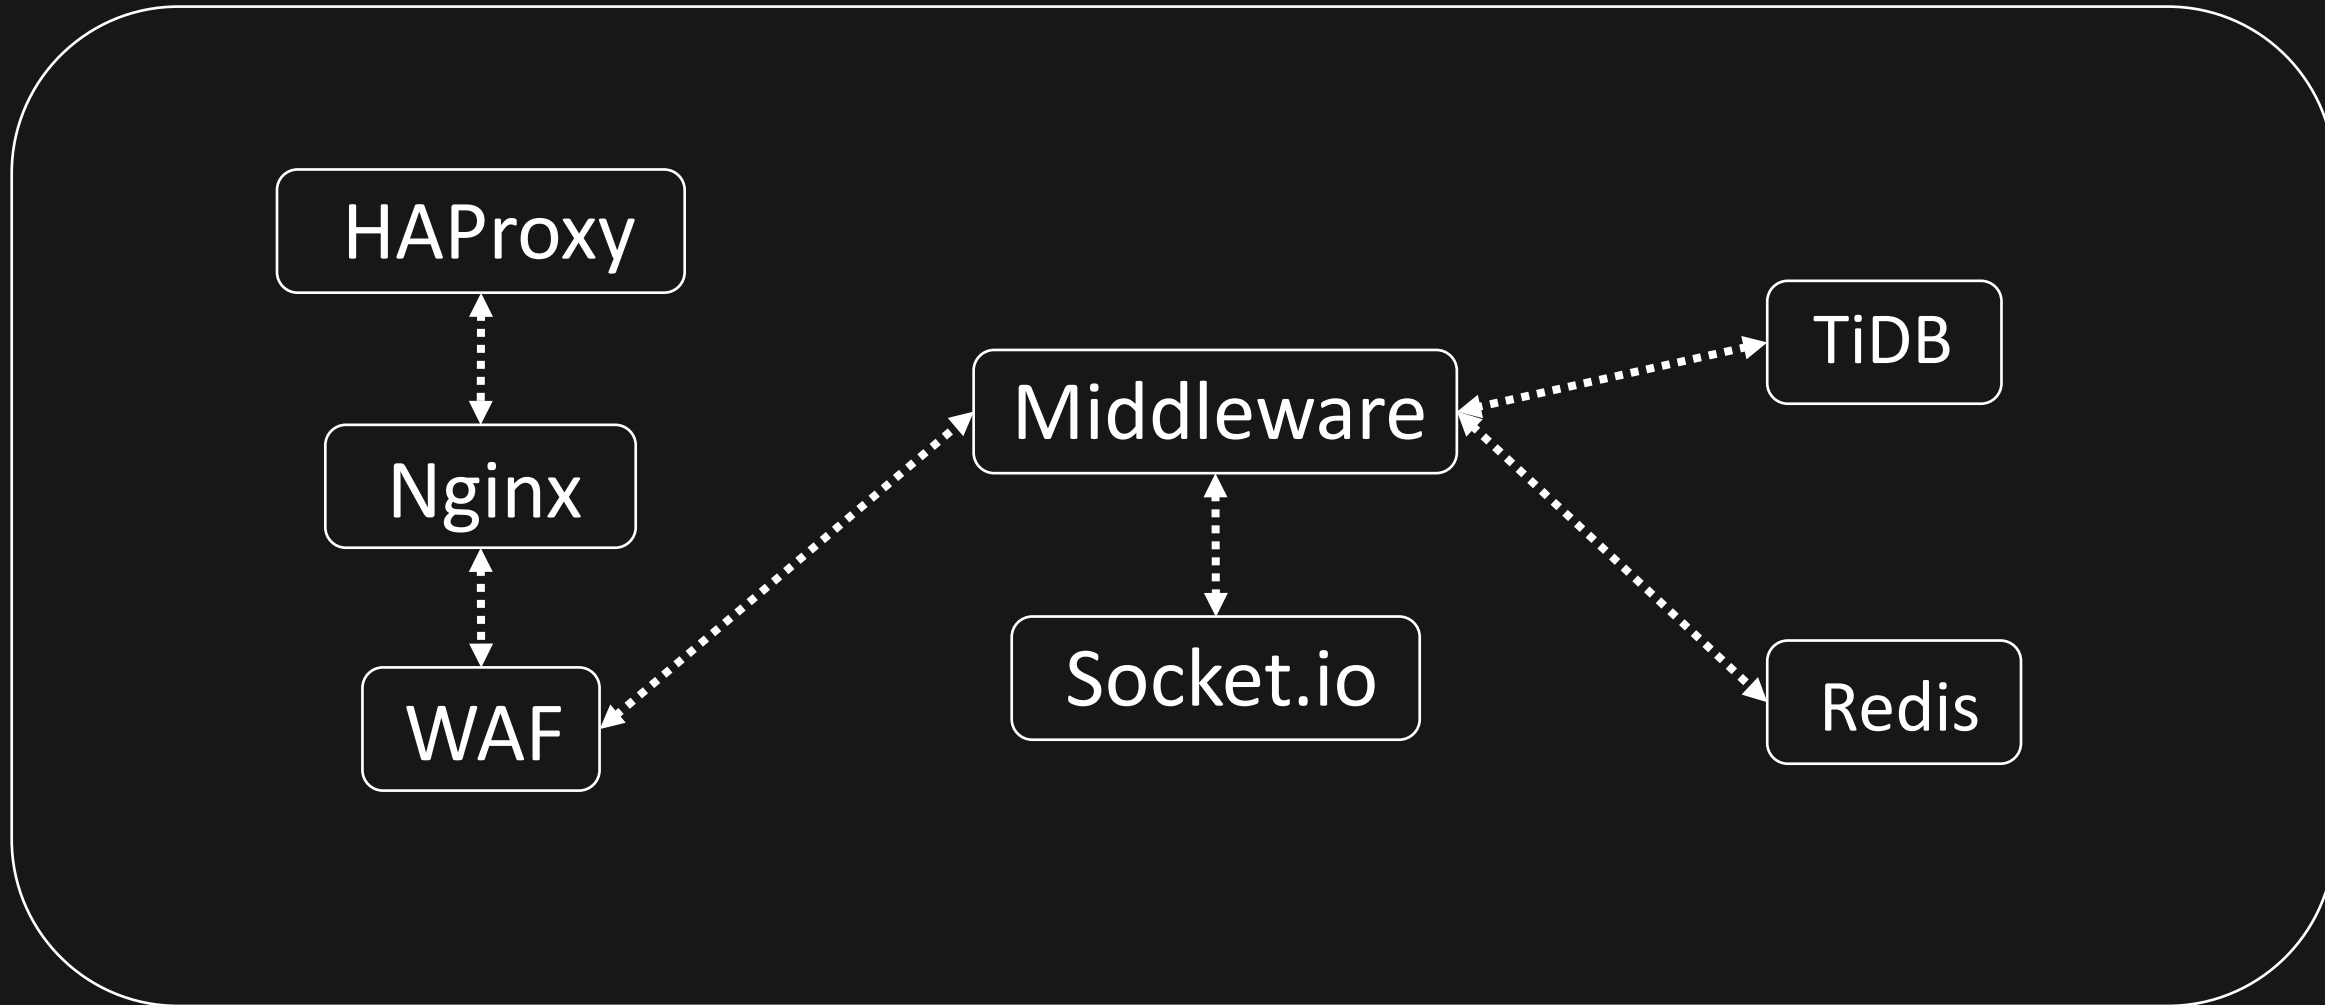 HAProxy
Nginx
WAF
Middleware
Socket.io
TiDB
Redis